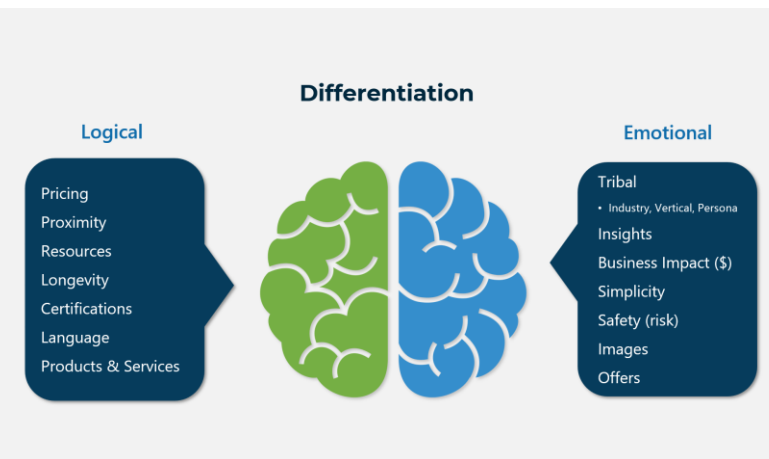 Differentiation
Logical
Pricing
Proximity
Resources
Longevity
Certifications
Language
Products & Services
Emotional
Tribal
• Industry, Vertical, Persona
Insights
Business Impact ($)
Simplicity
Safety (risk)
Images
Offers